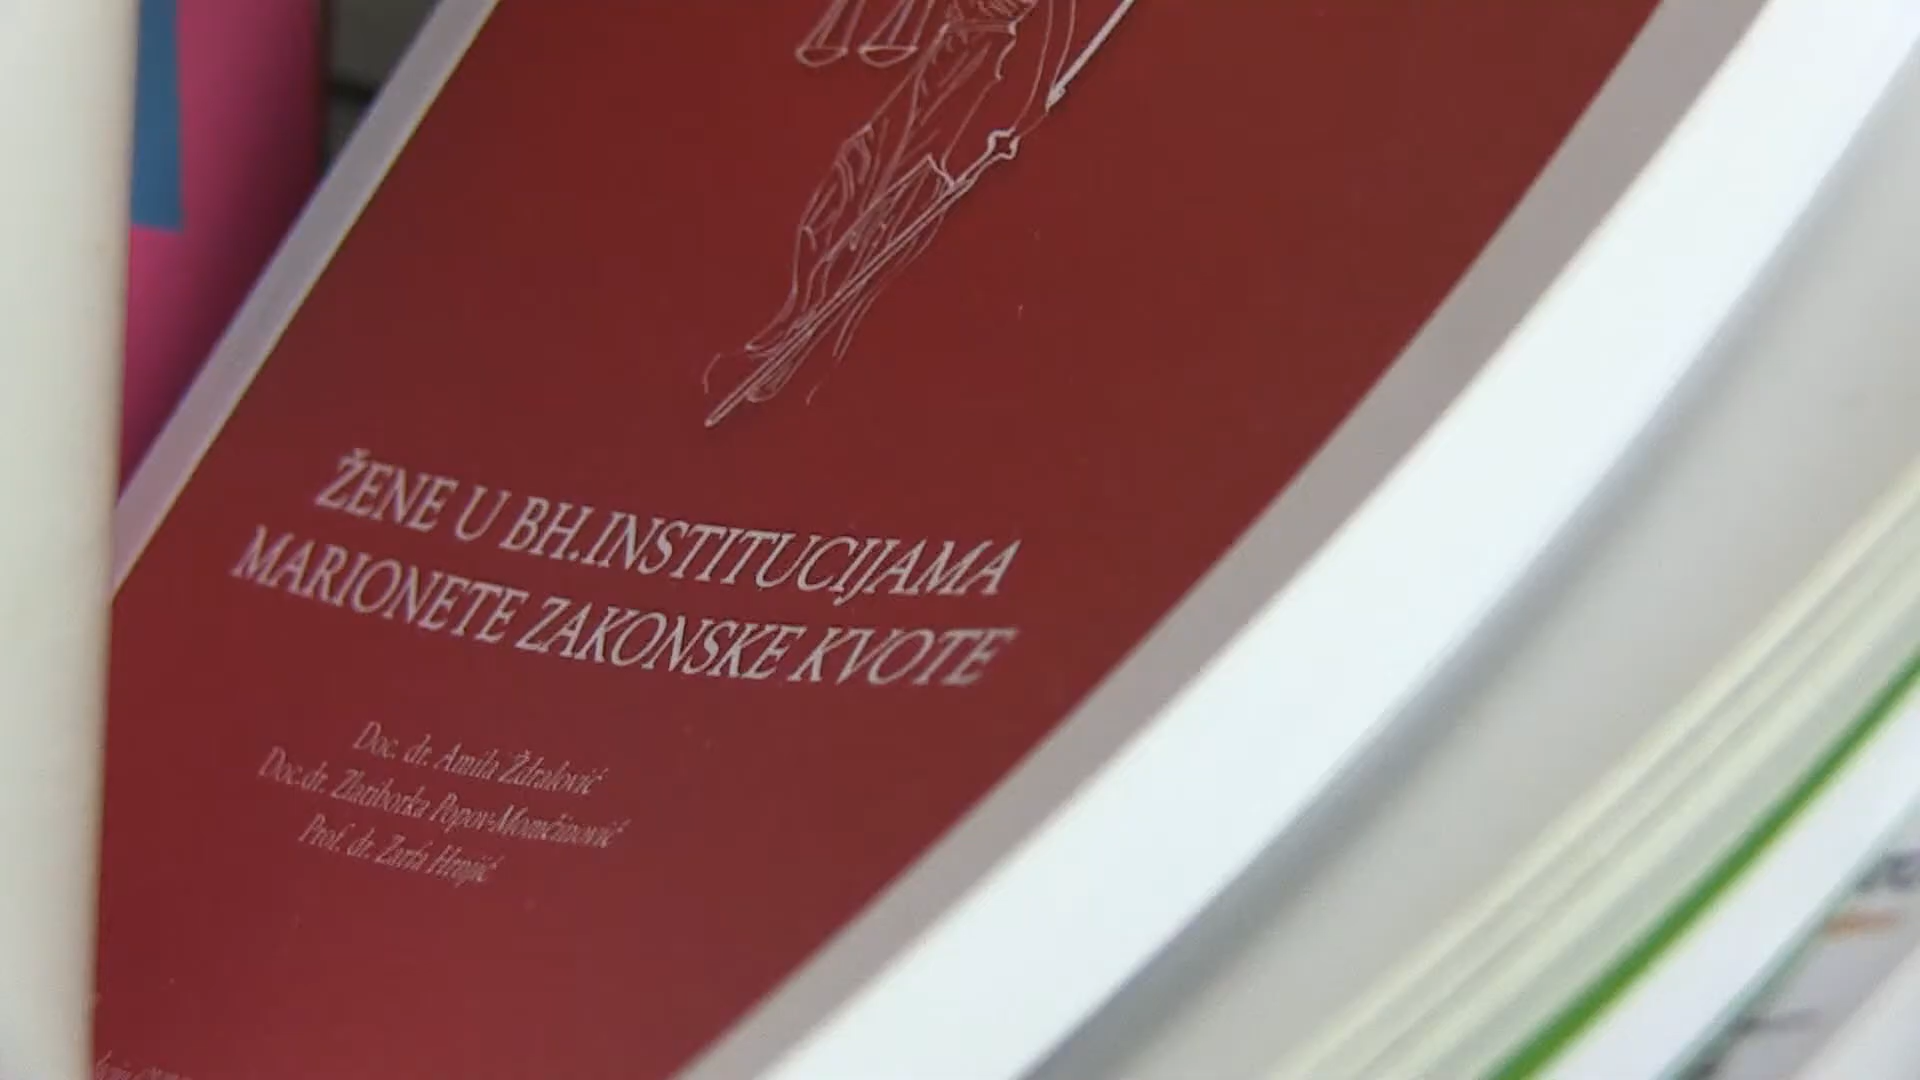 ŽENE U BH.INSTITUCIJAMA
MARIONETE ZAKONSKE KVOTE
Doc. dr. Amila Ždralović
Doc.dr. Zlatiborka Popov-Momčinović
Prof. dr. Zarfa Hrnjić